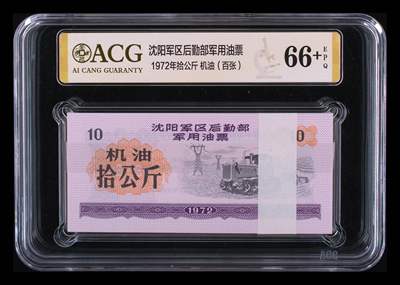 ACG
AI CANG GUARANTY
沈阳军区后勤部军用油票
1972年拾公斤 机油（百张）
66+
EPQ
10
沈阳军区后勤部
军用油票
0
机油
拾公斤
1972